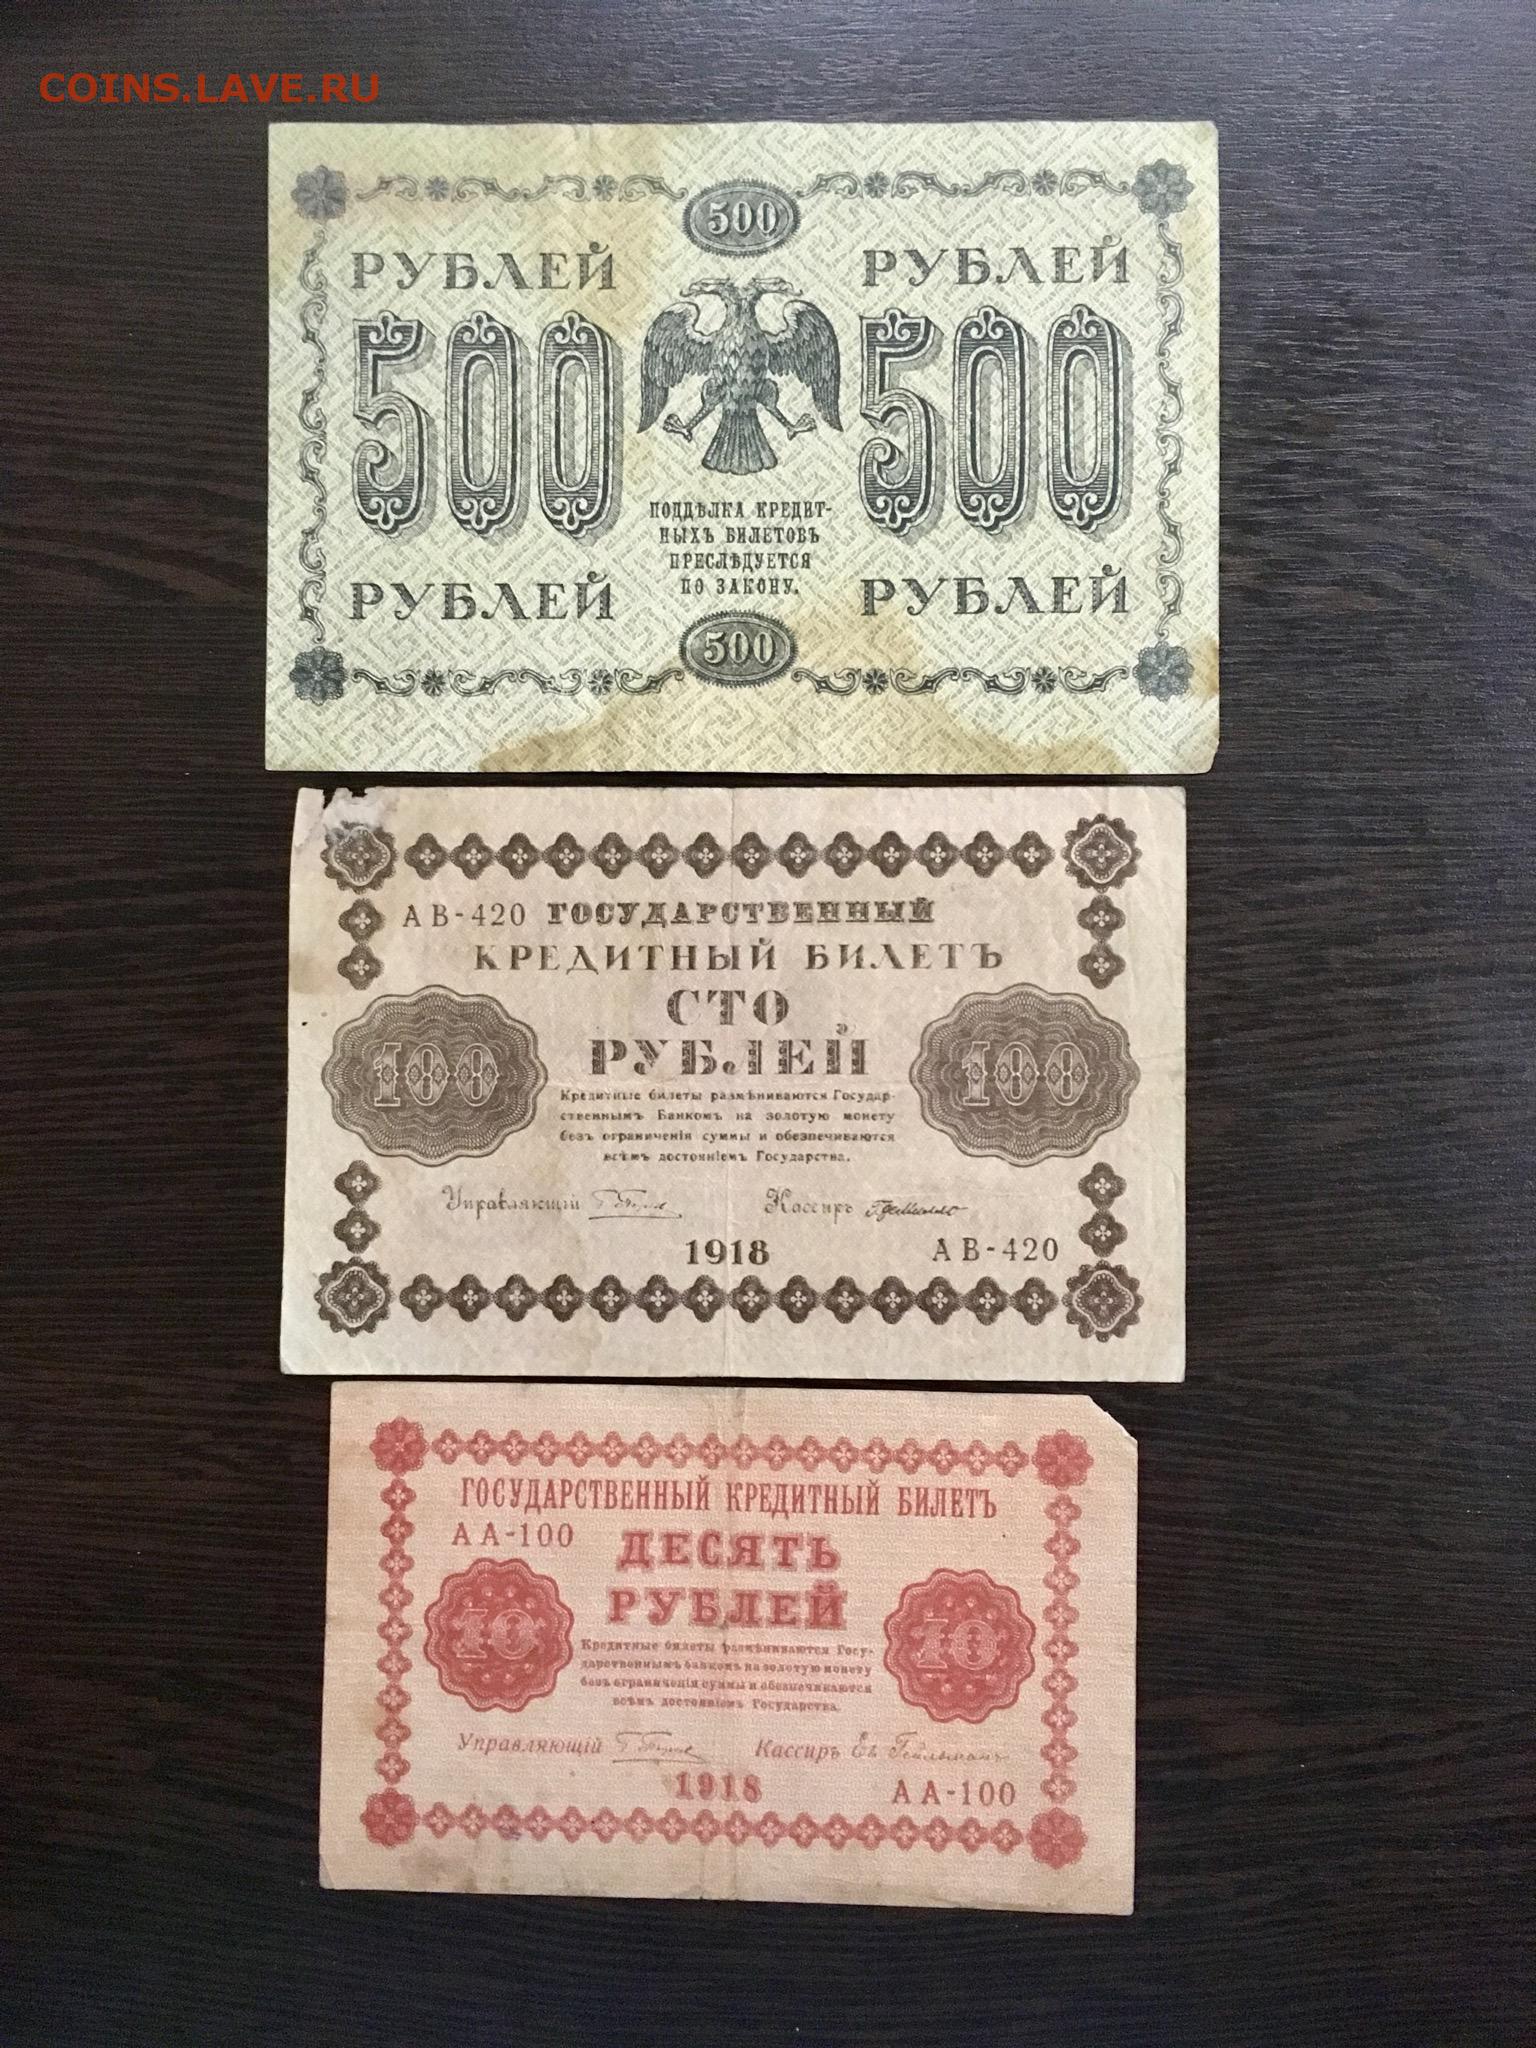 COINS.LAVE.RU
500
РУБЛЕЙ РУБЛЕЙ
500 500
ПОДДѢЛКА КРЕДИТ-
НЫХЪ БИЛЕТОВЪ
ПРЕСЛѢДУЕТСЯ
ПО ЗАКОНУ.
РУБЛЕЙ РУБЛЕЙ
500
АВ-420 ГОСУДАРСТВЕННЫЙ
КРЕДИТНЫЙ БИЛЕТЪ
СТО
РУБЛЕЙ
100 100
Кредитные билеты размѣниваются Государ-
ственнымъ Банкомъ на золотую монету
безъ ограниченія суммы и обезпечиваются
всѣмъ достояніемъ Государства.
Управляющій Кассиръ
1918 АВ-420
ГОСУДАРСТВЕННЫЙ КРЕДИТНЫЙ БИЛЕТЪ
АА-100 ДЕСЯТЬ
РУБЛЕЙ
10 10
Кредитные билеты размѣниваются Госу-
дарственнымъ банкомъ на золотую монету
безъ ограниченія суммы и обезпечиваются
всѣмъ достояніемъ Государства.
Управляющій Кассиръ
1918 АА-100